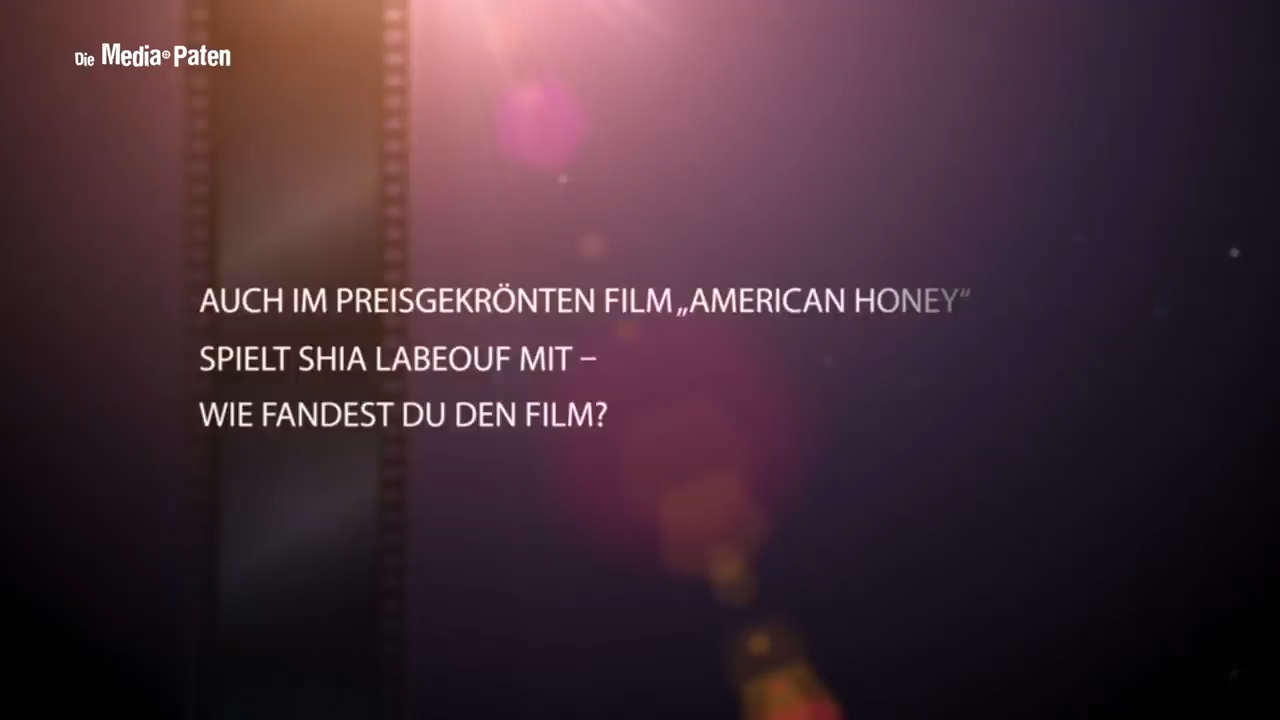 Die Media+Paten
AUCH IM PREISGEKRÖNTEN FILM „AMERICAN HONEY“
SPIELT SHIA LABEOUF MIT –
WIE FANDEST DU DEN FILM?